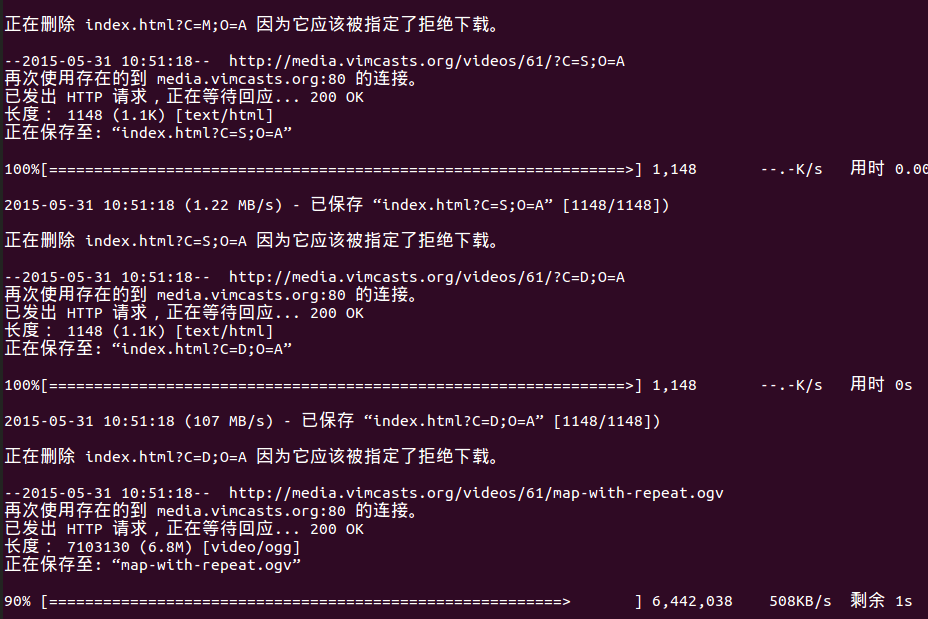 正在删除 index.html?C=M;O=A 因为它应该被指定了拒绝下载。
--2015-05-31 10:51:18--  http://media.vimcasts.org/videos/61/?C=S;O=A
再次使用存在的到 media.vimcasts.org:80 的连接。
已发出 HTTP 请求，正在等待回应... 200 OK
长度： 1148 (1.1K) [text/html]
正在保存至: “index.html?C=S;O=A”
100%[================================================================>] 1,148       --.-K/s   用时 0.00
2015-05-31 10:51:18 (1.22 MB/s) - 已保存 “index.html?C=S;O=A” [1148/1148])
正在删除 index.html?C=S;O=A 因为它应该被指定了拒绝下载。
--2015-05-31 10:51:18--  http://media.vimcasts.org/videos/61/?C=D;O=A
再次使用存在的到 media.vimcasts.org:80 的连接。
已发出 HTTP 请求，正在等待回应... 200 OK
长度： 1148 (1.1K) [text/html]
正在保存至: “index.html?C=D;O=A”
100%[================================================================>] 1,148       --.-K/s   用时 0s
2015-05-31 10:51:18 (107 MB/s) - 已保存 “index.html?C=D;O=A” [1148/1148])
正在删除 index.html?C=D;O=A 因为它应该被指定了拒绝下载。
--2015-05-31 10:51:18--  http://media.vimcasts.org/videos/61/map-with-repeat.ogv
再次使用存在的到 media.vimcasts.org:80 的连接。
已发出 HTTP 请求，正在等待回应... 200 OK
长度： 7103130 (6.8M) [video/ogg]
正在保存至: “map-with-repeat.ogv”
90% [=========================================================>       ] 6,442,038    508KB/s  剩余 1s